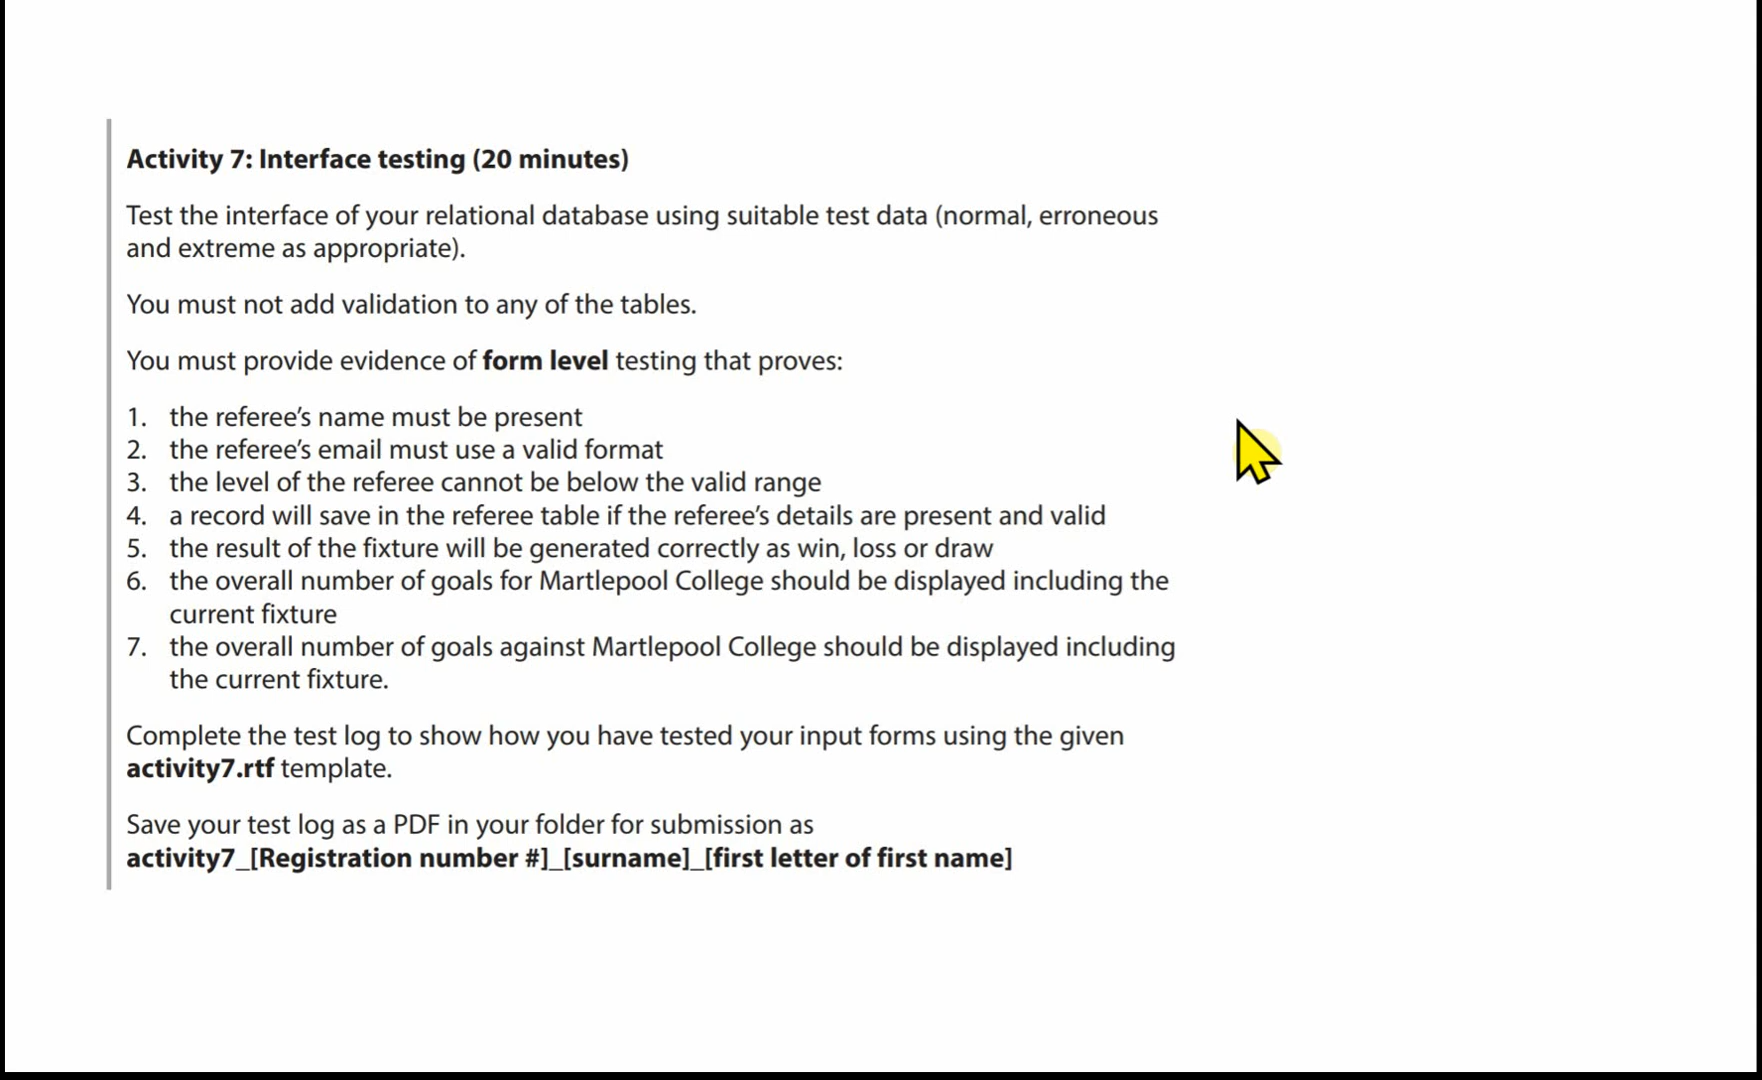 Activity 7: Interface testing (20 minutes)
Test the interface of your relational database using suitable test data (normal, erroneous
and extreme as appropriate).
You must not add validation to any of the tables.
You must provide evidence of form level testing that proves:
1. the referee’s name must be present
2. the referee’s email must use a valid format
3. the level of the referee cannot be below the valid range
4. a record will save in the referee table if the referee’s details are present and valid
5. the result of the fixture will be generated correctly as win, loss or draw
6. the overall number of goals for Martlepool College should be displayed including the
current fixture
7. the overall number of goals against Martlepool College should be displayed including
the current fixture.
Complete the test log to show how you have tested your input forms using the given
activity7.rtf template.
Save your test log as a PDF in your folder for submission as
activity7_[Registration number #]_[surname]_[first letter of first name]